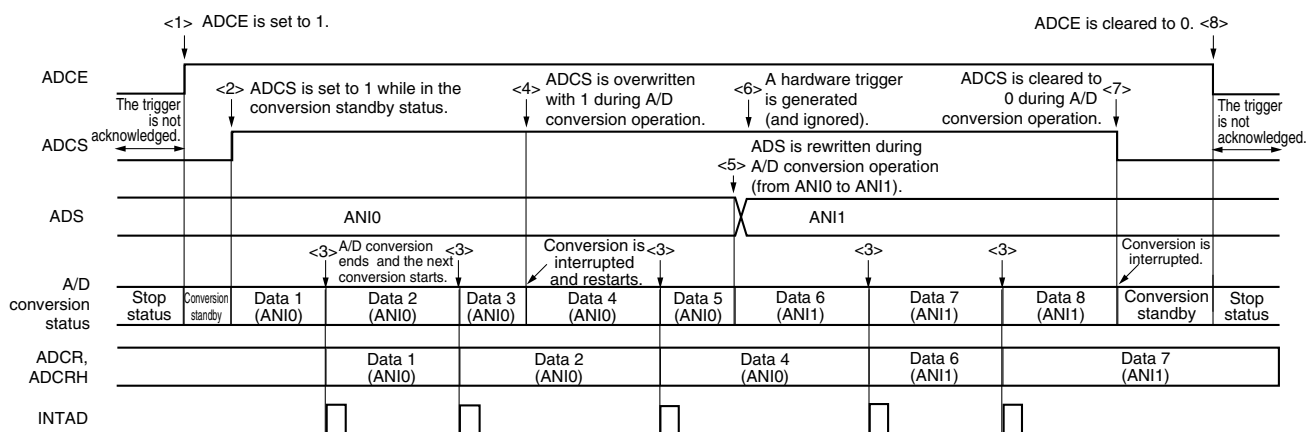 <1> ADCE is set to 1.
ADCE is cleared to 0. <8>
ADCE
The trigger
is not
acknowledged.
<2> ADCS is set to 1 while in the
conversion standby status.
<4> ADCS is overwritten
with 1 during A/D
conversion operation.
<6> A hardware trigger
is generated
(and ignored).
ADCS is cleared to <7>
0 during A/D
conversion operation.
The trigger
is not
acknowledged.
ADCS
<5> ADS is rewritten during
A/D conversion operation
(from ANI0 to ANI1).
ADS
ANI0
ANI1
<3> A/D conversion
ends and the next
conversion starts.
<3>
Conversion is
interrupted
and restarts.
<3>
<3>
<3>
Conversion is
interrupted.
A/D
conversion
status
Stop
status
Conversion
standby
Data 1
(ANI0)
Data 2
(ANI0)
Data 3
(ANI0)
Data 4
(ANI0)
Data 5
(ANI0)
Data 6
(ANI1)
Data 7
(ANI1)
Data 8
(ANI1)
Conversion
standby
Stop
status
ADCR,
ADCRH
Data 1
(ANI0)
Data 2
(ANI0)
Data 4
(ANI0)
Data 6
(ANI1)
Data 7
(ANI1)
INTAD